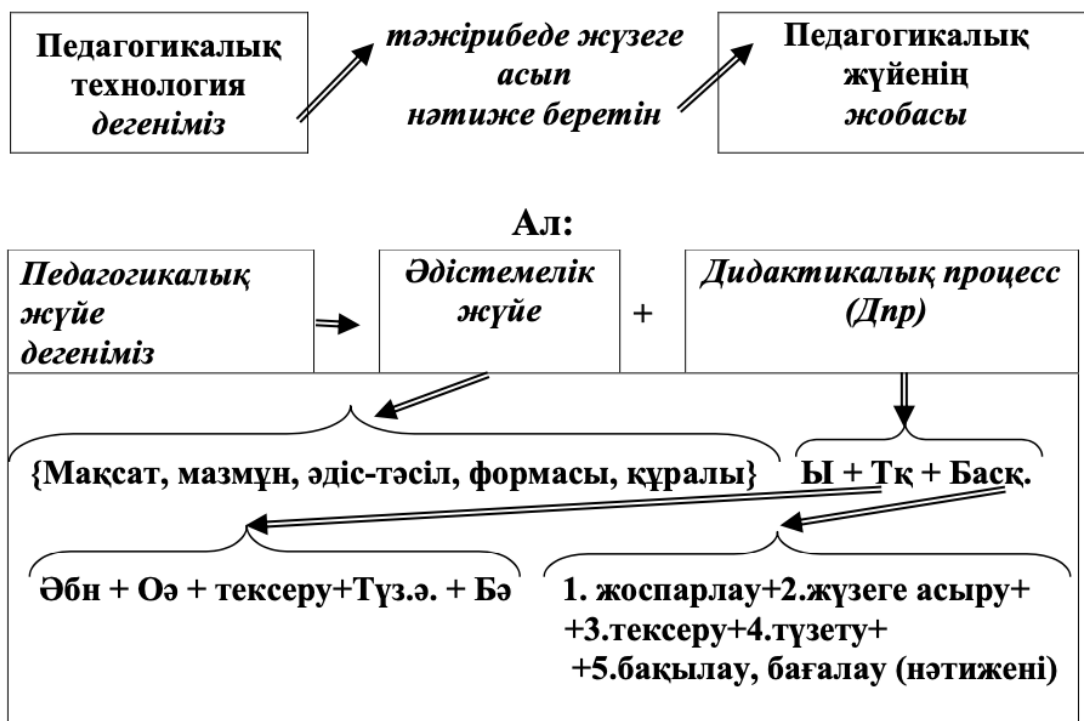 Педагогикалық
технология
дегеніміз
тәжірибеде жүзеге
асып
нәтиже беретін
Педагогикалық
жүйенің
жобасы
Ал:
Педагогикалық
жүйе
дегеніміз
Әдістемелік
жүйе
+
Дидактикалық процесс
(Дпр)
{Мақсат, мазмұн, әдіс-тәсіл, формасы, құралы}
Ы + Тқ + Басқ.
Әбн + Оә + тексеру+Түз.ә. + Бә
1. жоспарлау+2.жүзеге асыру+
+3.тексеру+4.түзету+
+5.бақылау, бағалау (нәтижені)